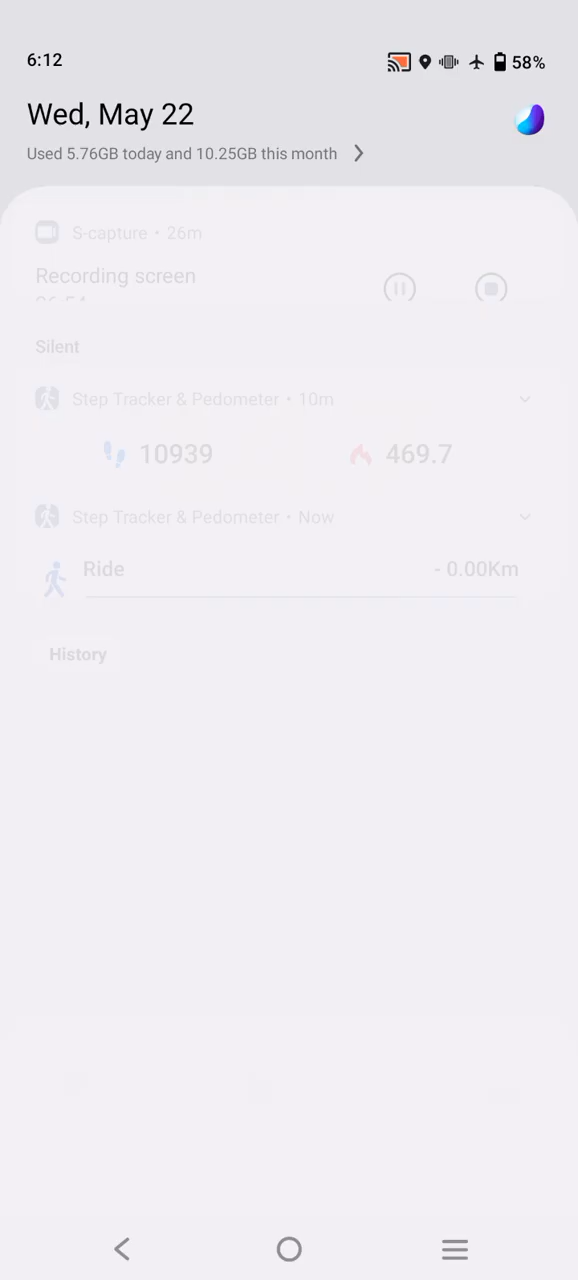 6:12
58%
Wed, May 22
Used 5.76GB today and 10.25GB this month
S-capture • 26m
Recording screen
Silent
Step Tracker & Pedometer • 10m
10939
469.7
Step Tracker & Pedometer • Now
Ride
- 0.00Km
History